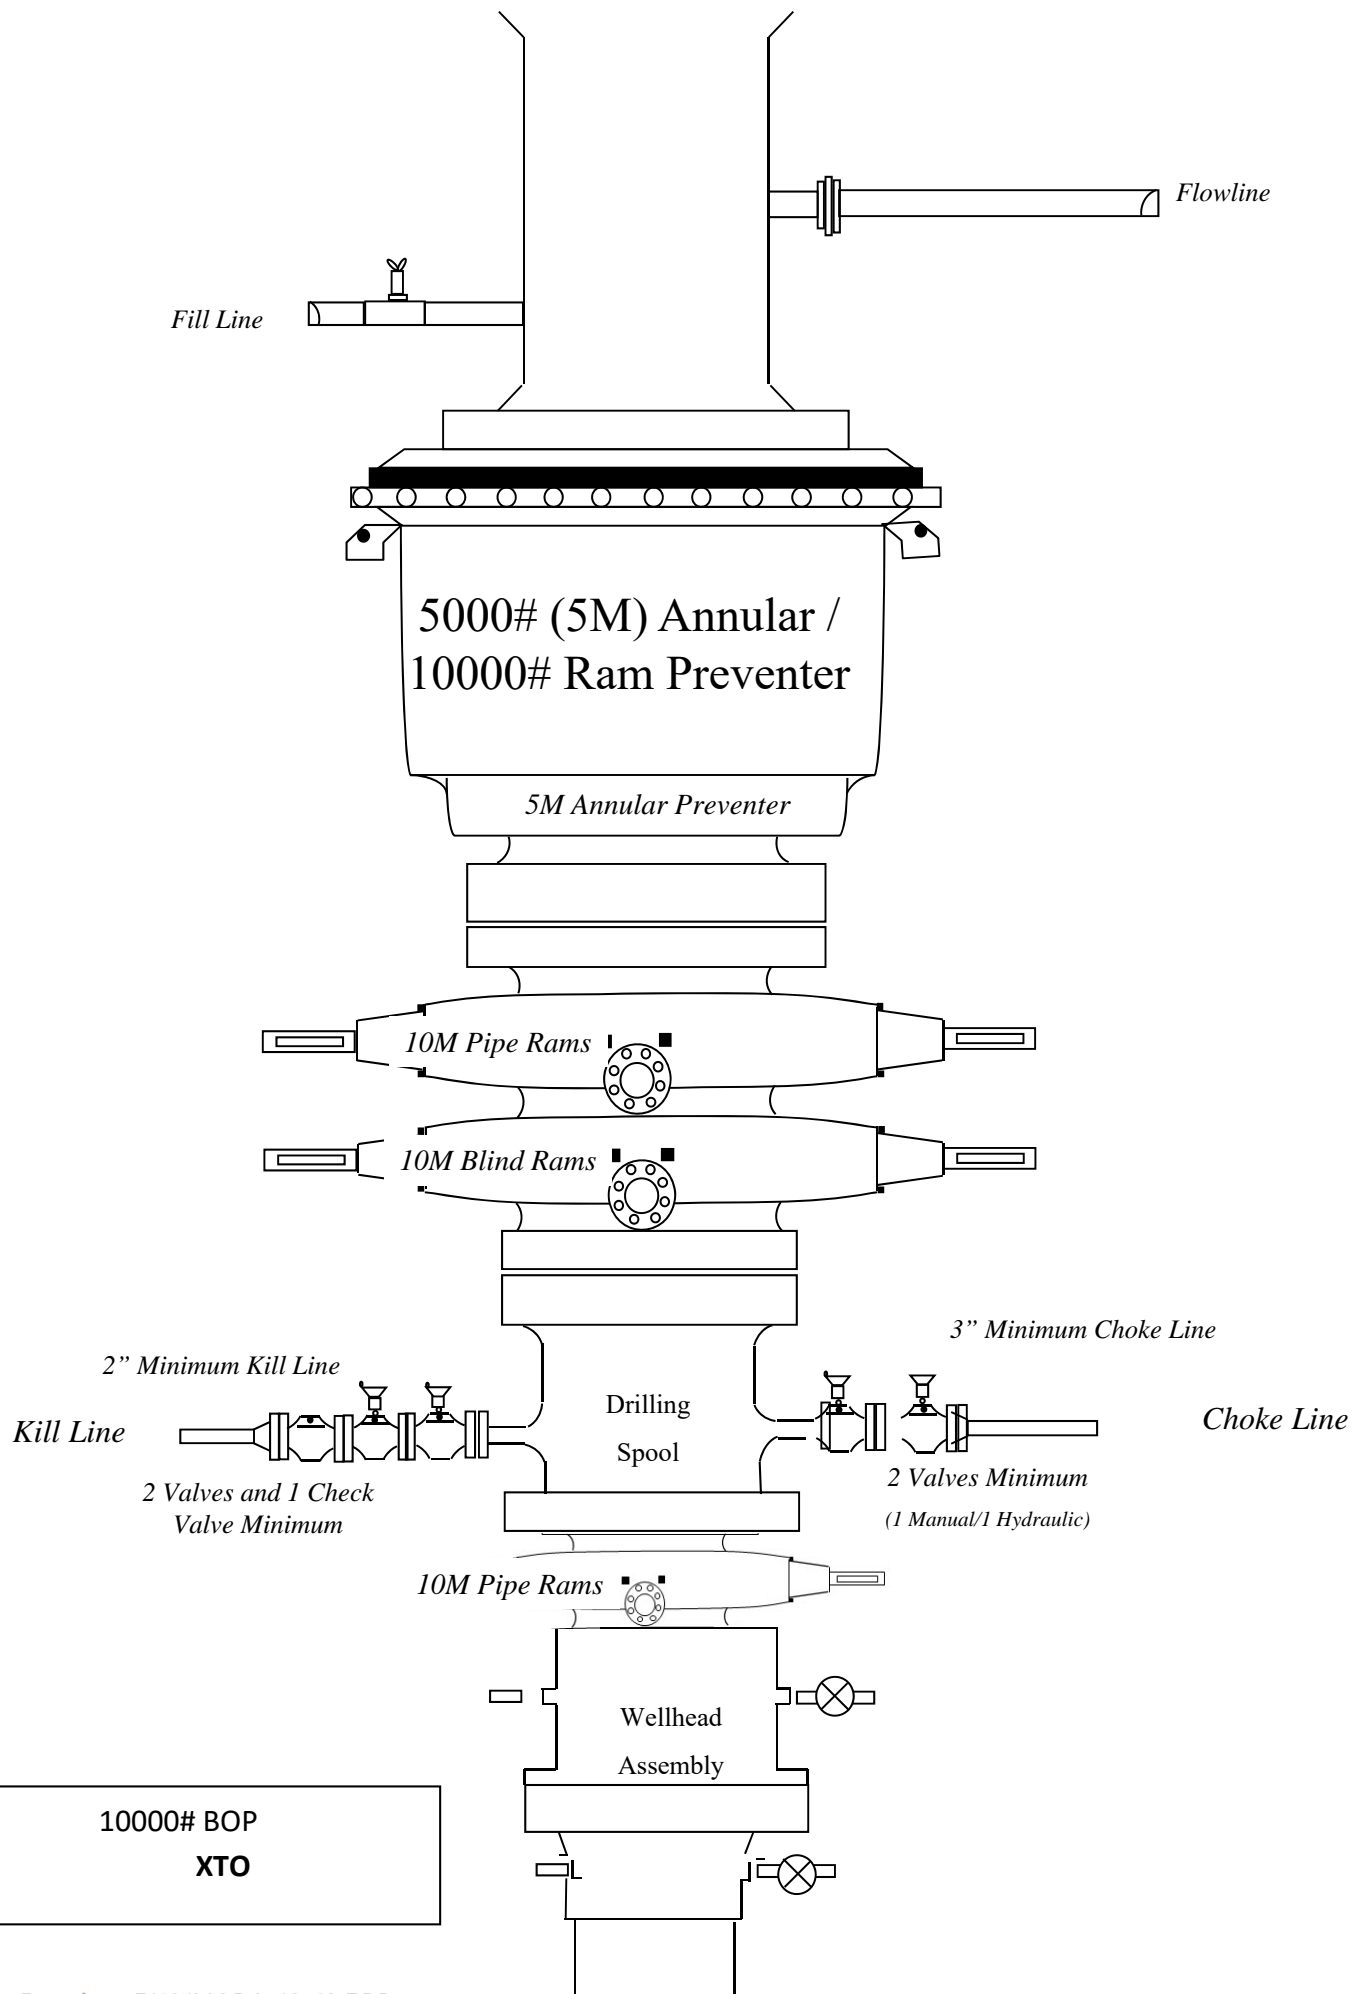 Flowline
Fill Line
5000# (5M) Annular /
10000# Ram Preventer
5M Annular Preventer
10M Pipe Rams
10M Blind Rams
3” Minimum Choke Line
2” Minimum Kill Line
Drilling
Spool
Kill Line
Choke Line
2 Valves and 1 Check
Valve Minimum
2 Valves Minimum
(1 Manual/1 Hydraulic)
10M Pipe Rams
Wellhead
Assembly
10000# BOP
XTO